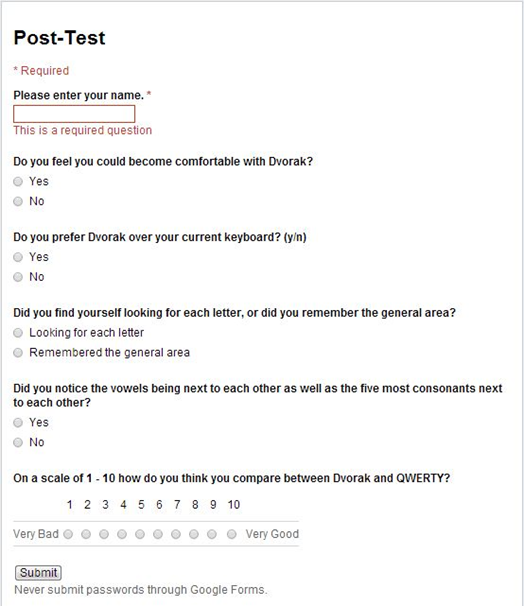 Post-Test
* Required
Please enter your name. *
This is a required question
Do you feel you could become comfortable with Dvorak?
Yes
No
Do you prefer Dvorak over your current keyboard? (y/n)
Yes
No
Did you find yourself looking for each letter, or did you remember the general area?
Looking for each letter
Remembered the general area
Did you notice the vowels being next to each other as well as the five most consonants next
to each other?
Yes
No
On a scale of 1 - 10 how do you think you compare between Dvorak and QWERTY?
1 2 3 4 5 6 7 8 9 10
Very Bad Very Good
Submit
Never submit passwords through Google Forms.